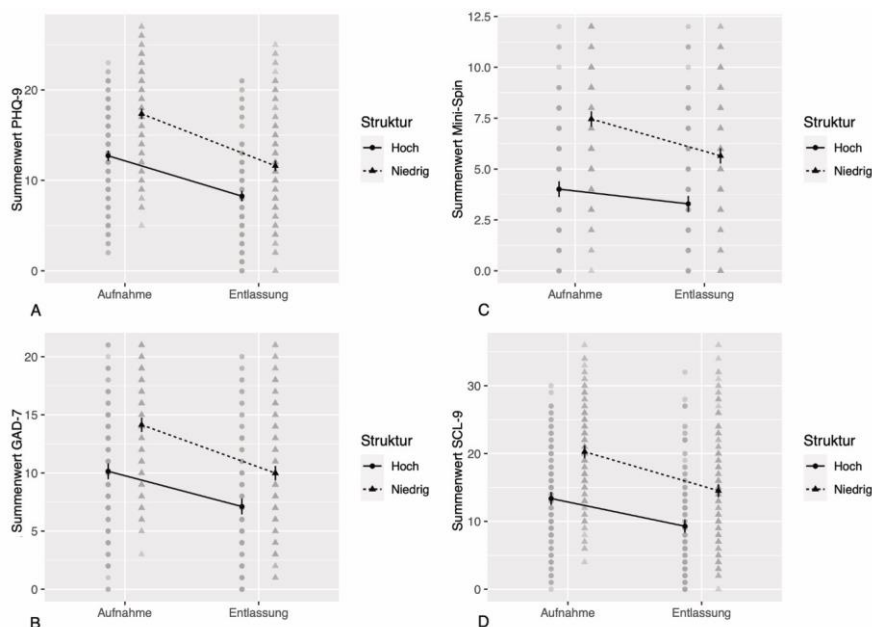 Summenwert PHQ-9
20
10
0
Aufnahme
Entlassung
A
Struktur
Hoch
Niedrig
Summenwert Mini-Spin
12.5
10.0
7.5
5.0
2.5
0.0
Aufnahme
Entlassung
C
Struktur
Hoch
Niedrig
Summenwert GAD-7
20
15
10
5
0
Aufnahme
Entlassung
B
Struktur
Hoch
Niedrig
Summenwert SCL-9
30
20
10
0
Aufnahme
Entlassung
D
Struktur
Hoch
Niedrig